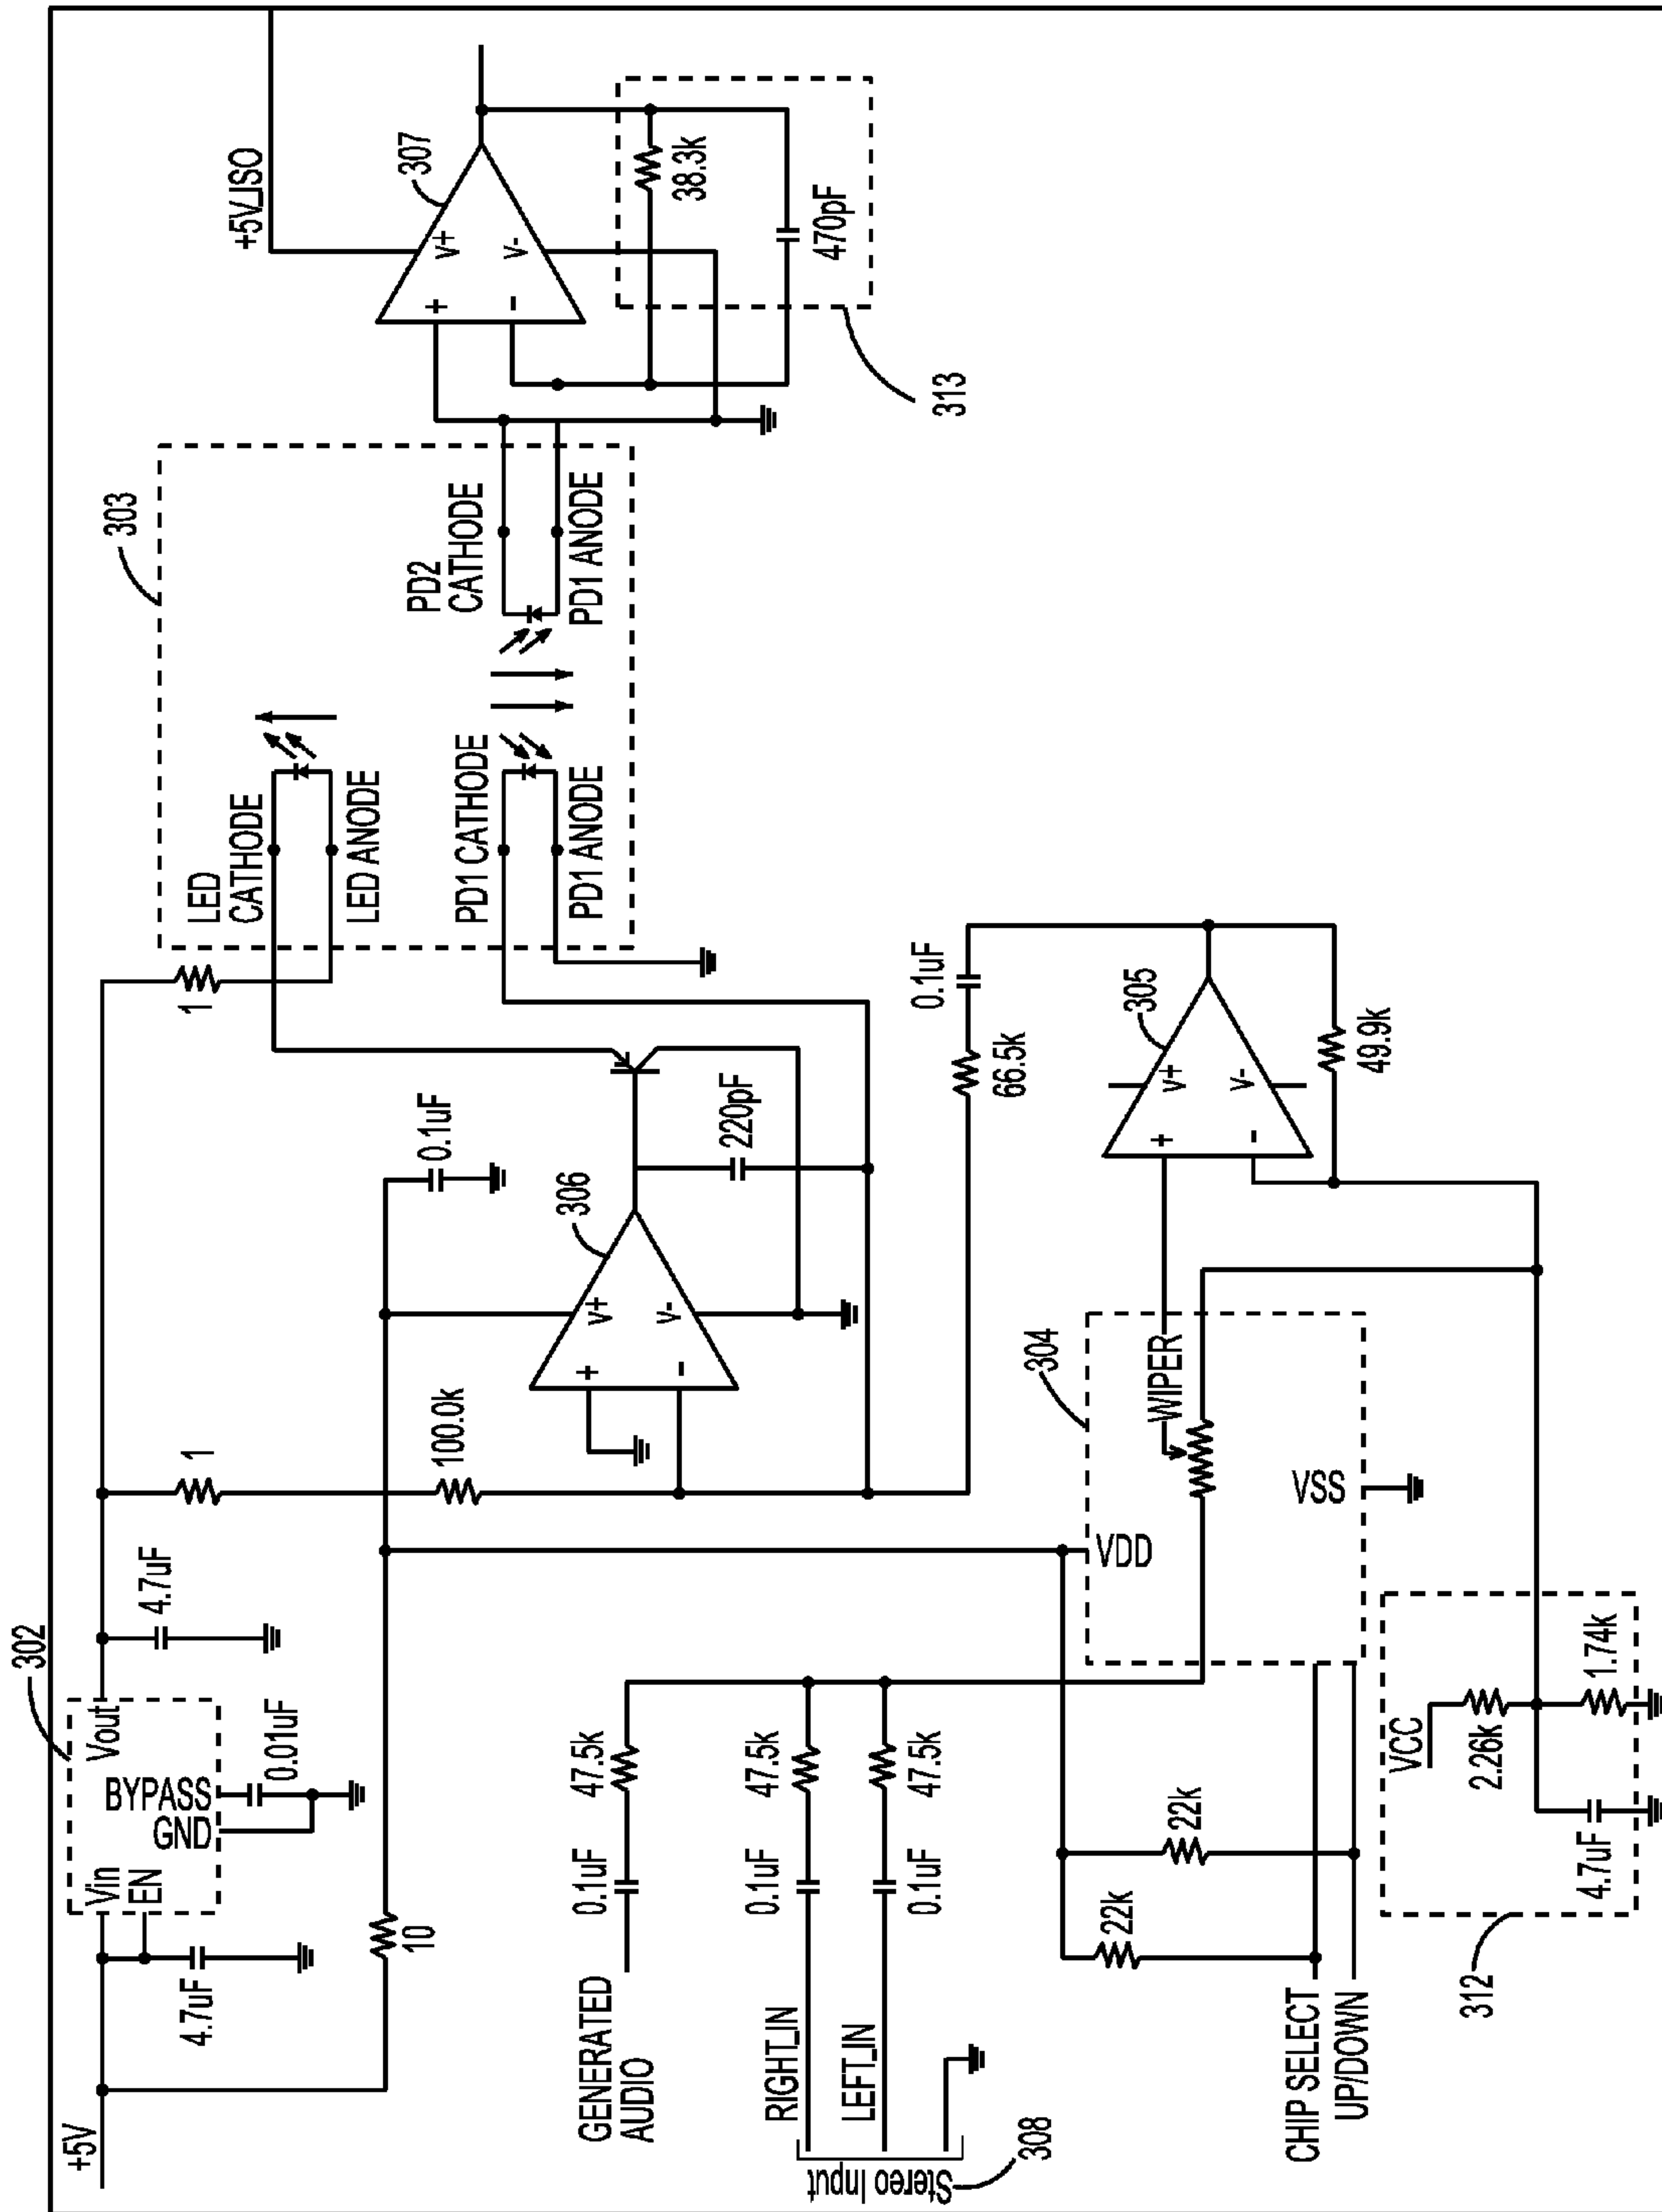 +5V
302
Vin
EN
GND
BYPASS
Vout
4.7uF
0.01uF
4.7uF
10
1
100.0k
0.1uF
306
+
-
v+
v-
220pF
1
303
LED
CATHODE
LED ANODE
PD1 CATHODE
PD1 ANODE
PD2
CATHODE
PD1 ANODE
+5V_ISO
307
+
-
v+
v-
38.3k
470pF
313
GENERATED
AUDIO
0.1uF
47.5k
RIGHT_IN
0.1uF
47.5k
LEFT_IN
0.1uF
47.5k
Stereo Input
308
22k
22k
CHIP SELECT
UP/DOWN
304
VDD
WIPER
VSS
66.5k
0.1uF
305
+
-
v+
v-
49.9k
312
VCC
2.26k
1.74k
4.7uF